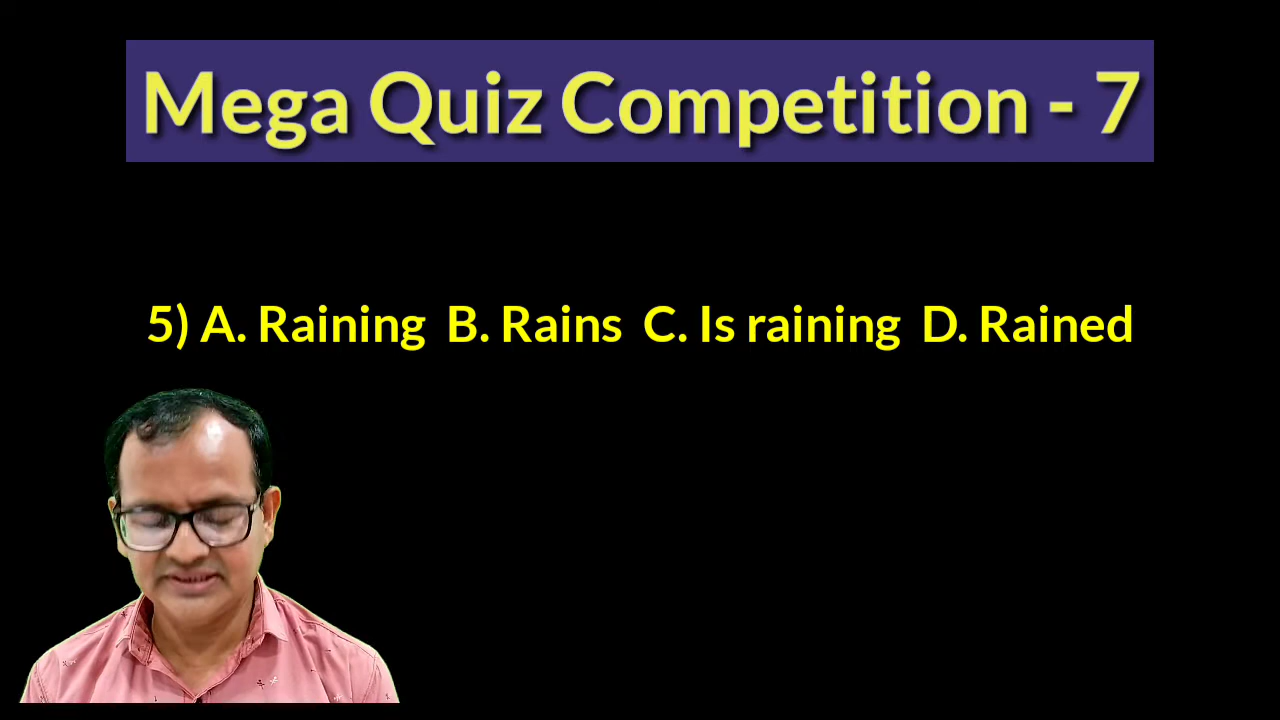 Mega Quiz Competition - 7
5) A. Raining B. Rains C. Is raining D. Rained